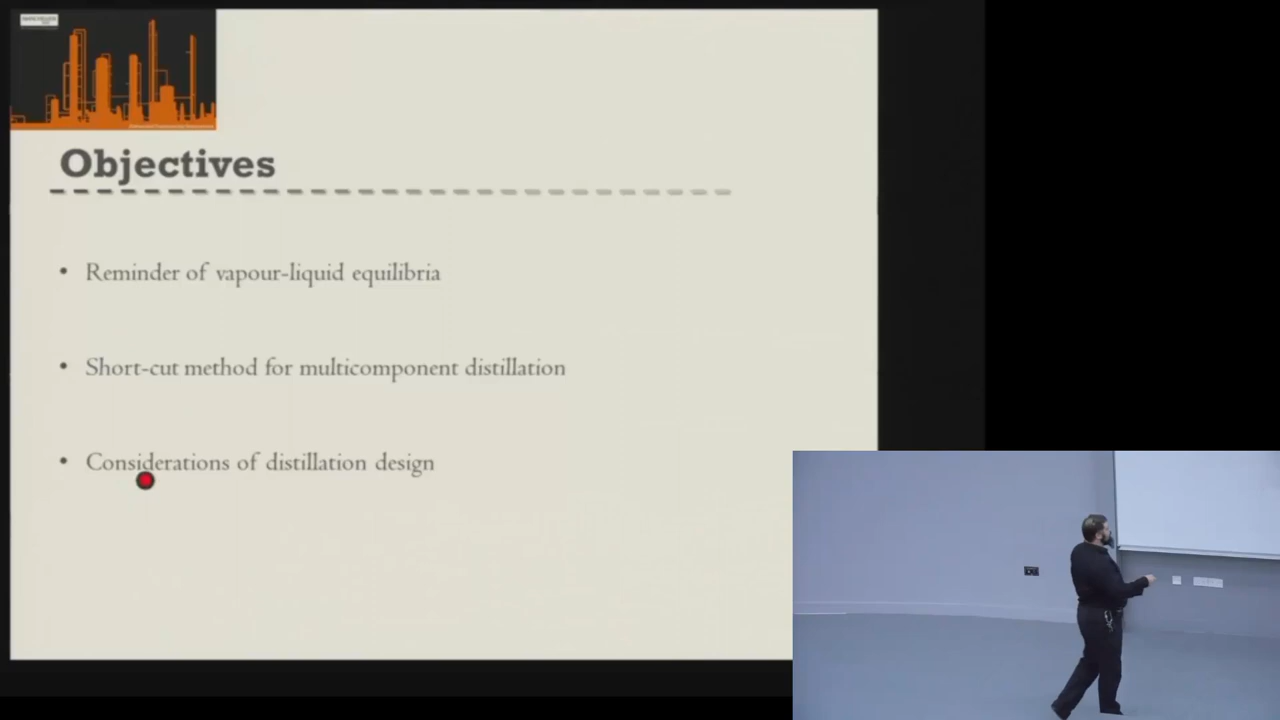 Objectives
• Reminder of vapour-liquid equilibria
• Short-cut method for multicomponent distillation
• Considerations of distillation design